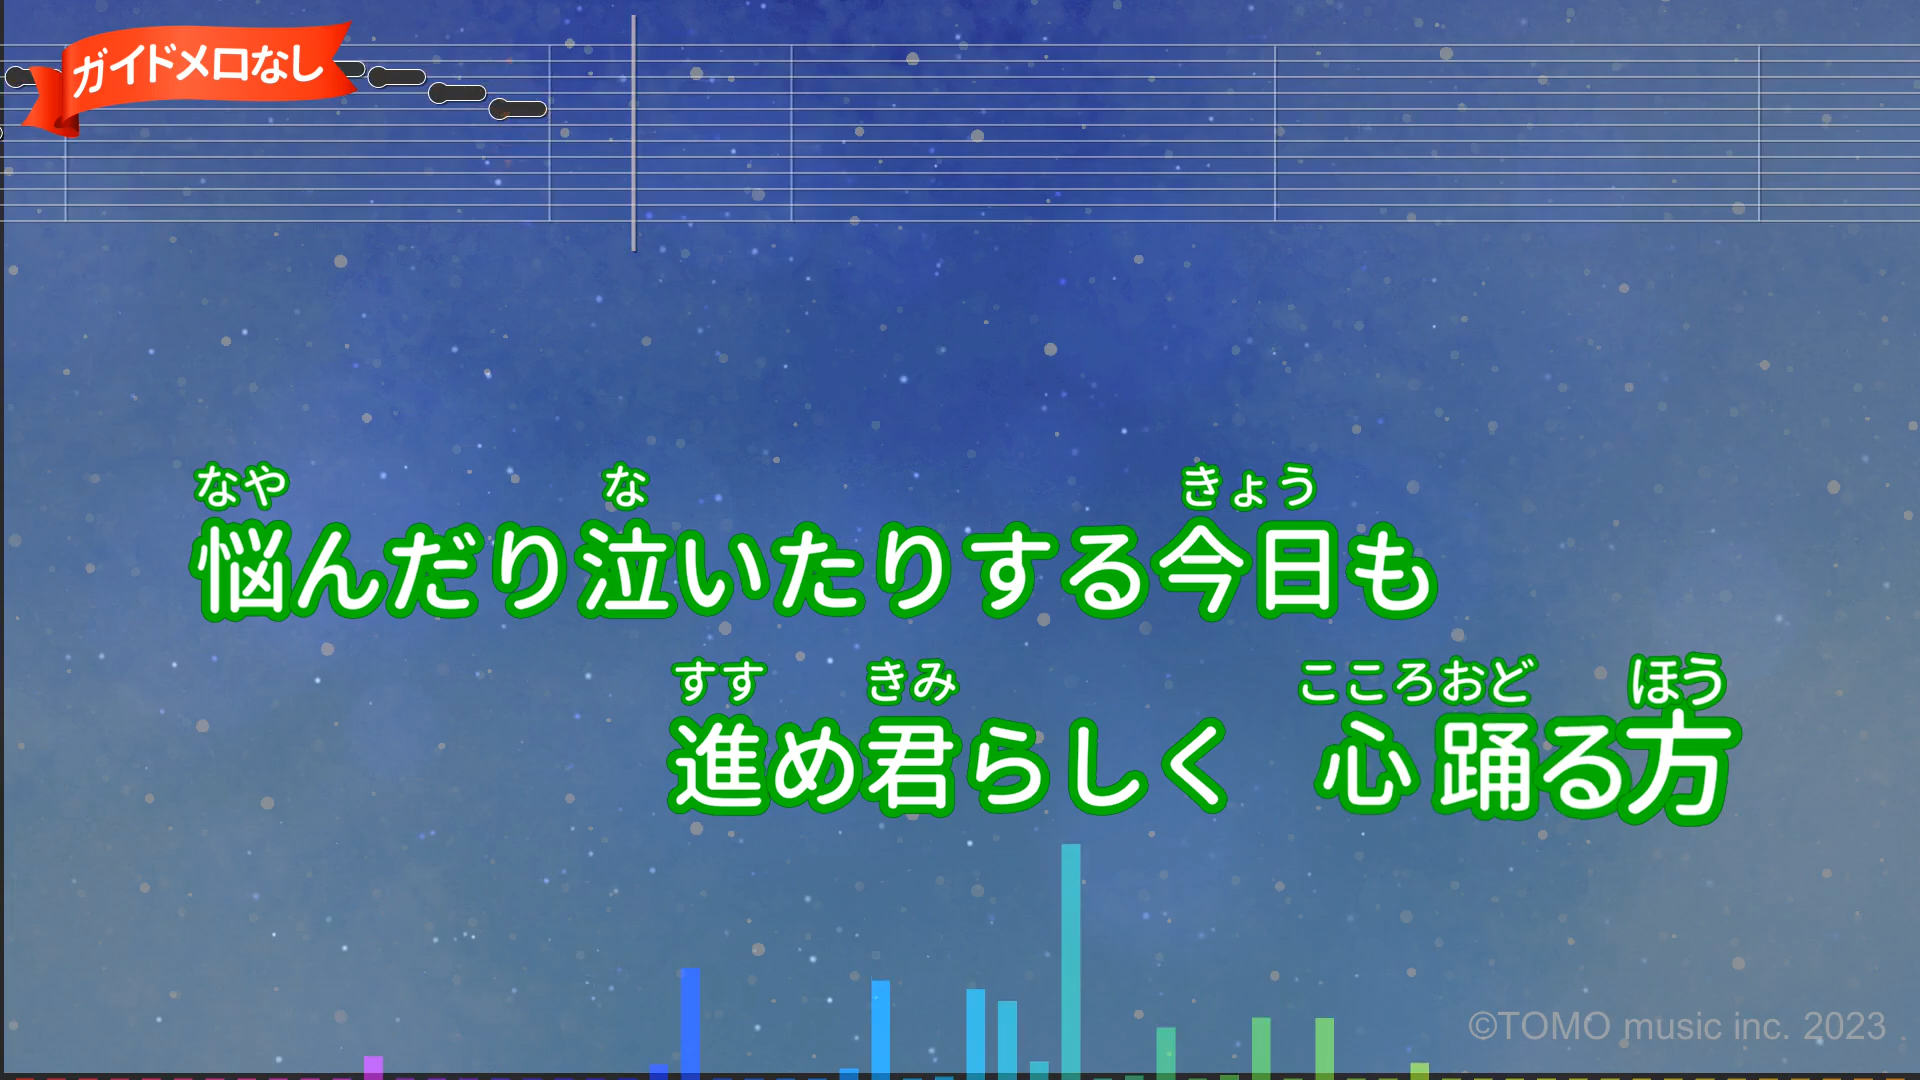 ガイドメロなし
なや な きょう
悩んだり泣いたりする今日も
すす きみ こころおど ほう
進め君らしく 心踊る方
©TOMO music inc. 2023